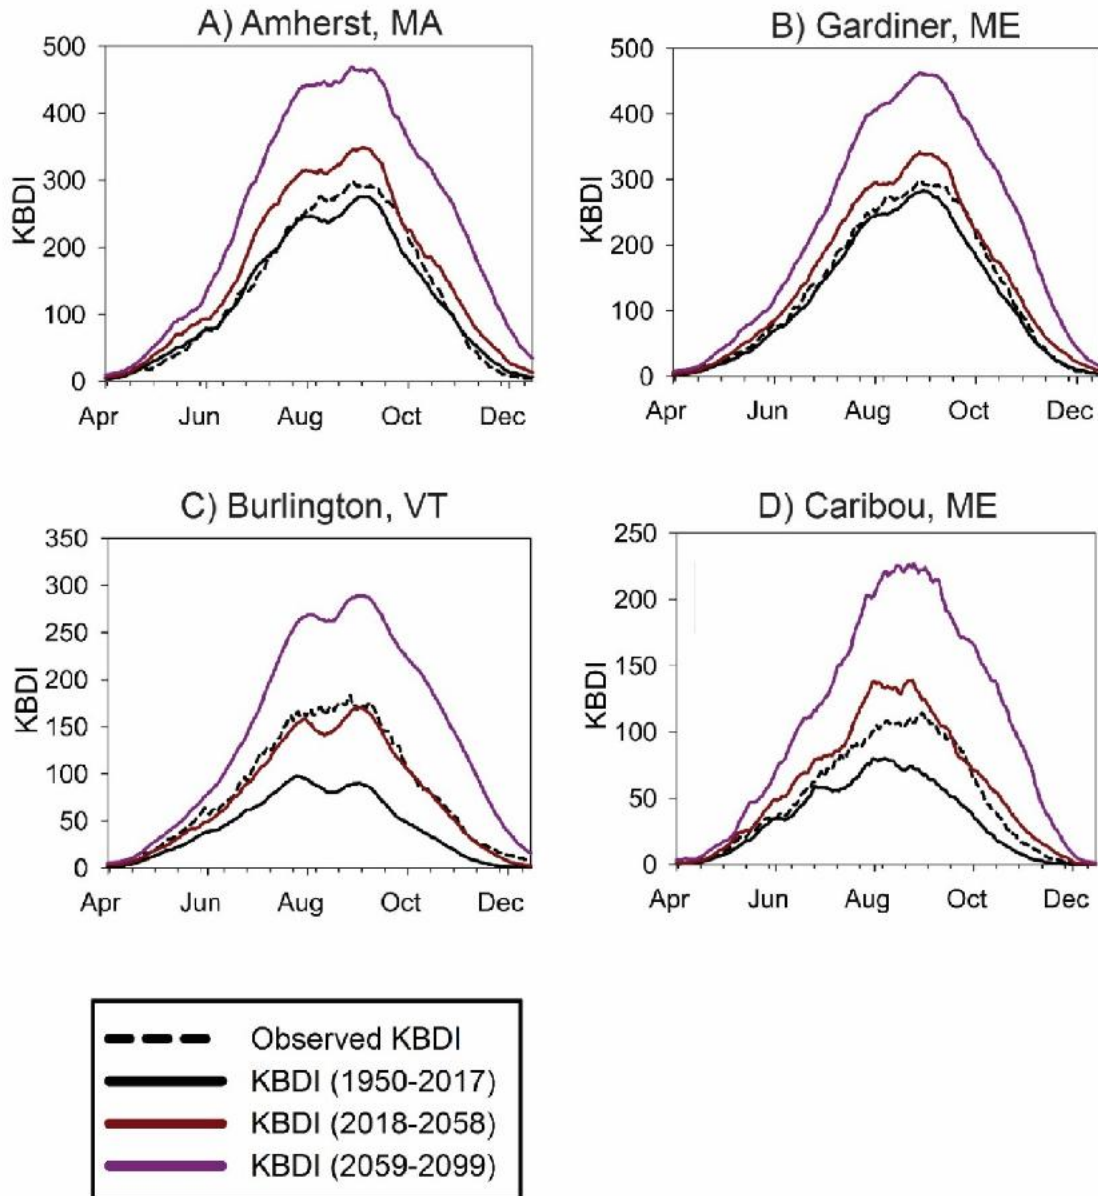 A) Amherst, MA
500
400
300
200
100
0
KBDI
Apr Jun Aug Oct Dec
B) Gardiner, ME
500
400
300
200
100
0
KBDI
Apr Jun Aug Oct Dec
C) Burlington, VT
350
300
250
200
150
100
50
0
KBDI
Apr Jun Aug Oct Dec
D) Caribou, ME
250
200
150
100
50
0
KBDI
Apr Jun Aug Oct Dec
Observed KBDI
KBDI (1950-2017)
KBDI (2018-2058)
KBDI (2059-2099)